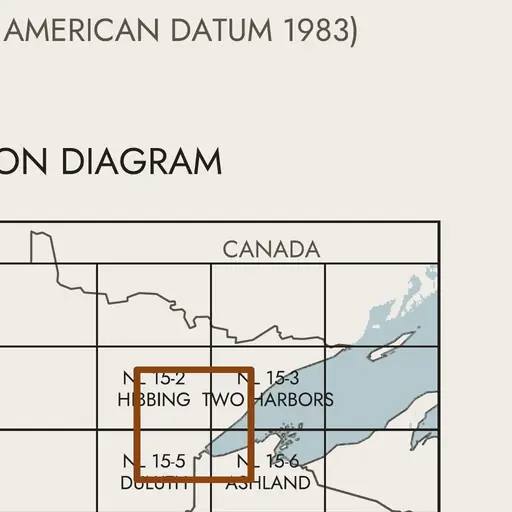 AMERICAN DATUM 1983)
ON DIAGRAM
CANADA
NL 15-2
NL 15-3
HIBBING
TWO HARBORS
NL 15-5
NL 15-6
DULUTH
ASHLAND